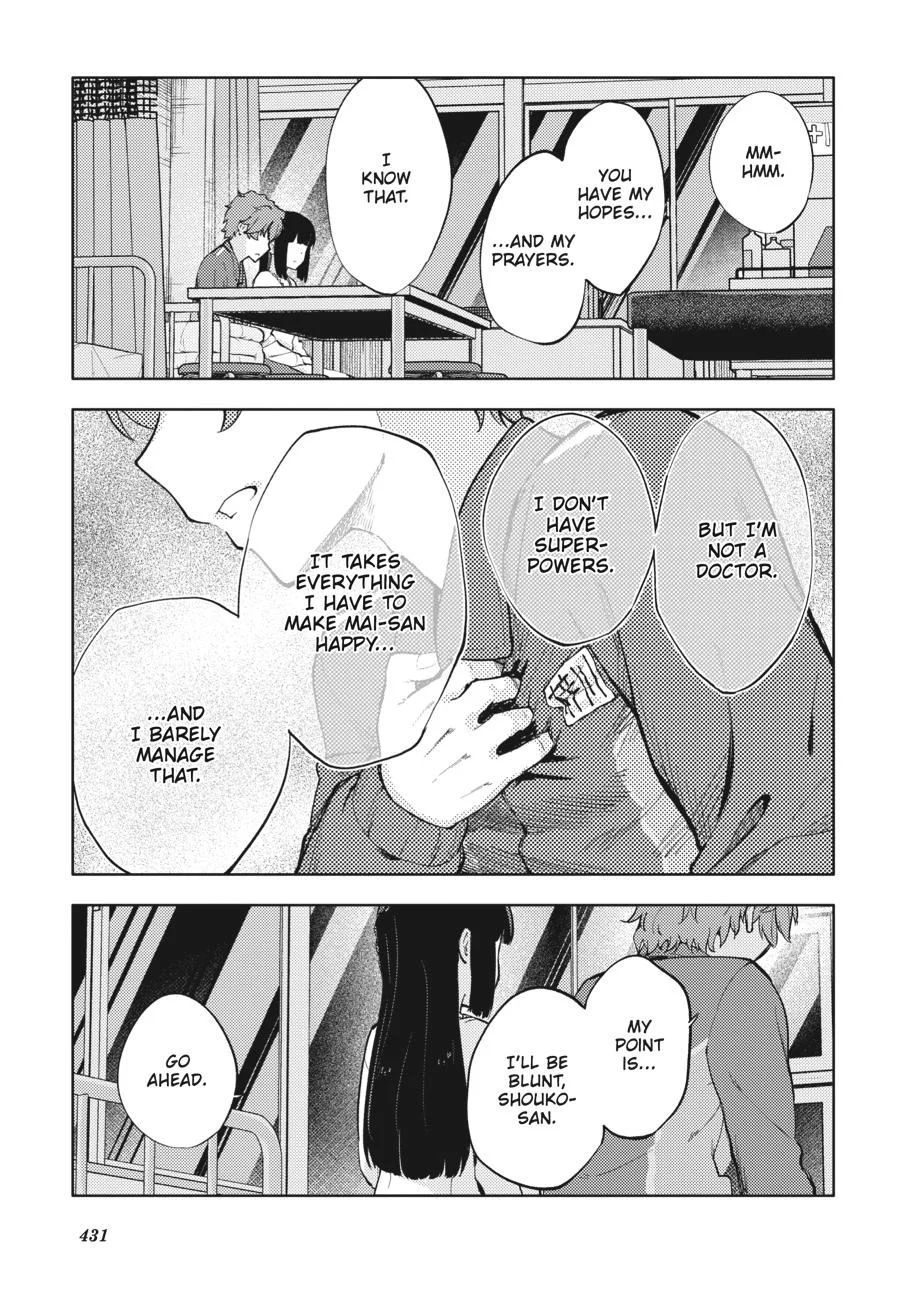 MM-
HMM.
YOU
HAVE MY
HOPES...
...AND MY
PRAYERS.
I
KNOW
THAT.
BUT I'M
NOT A
DOCTOR.
I DON'T
HAVE
SUPER-
POWERS.
IT TAKES
EVERYTHING
I HAVE TO
MAKE MAI-SAN
HAPPY...
...AND
I BARELY
MANAGE
THAT.
MY
POINT
IS...
I'LL BE
BLUNT,
SHOUKO-
SAN.
GO
AHEAD.
431